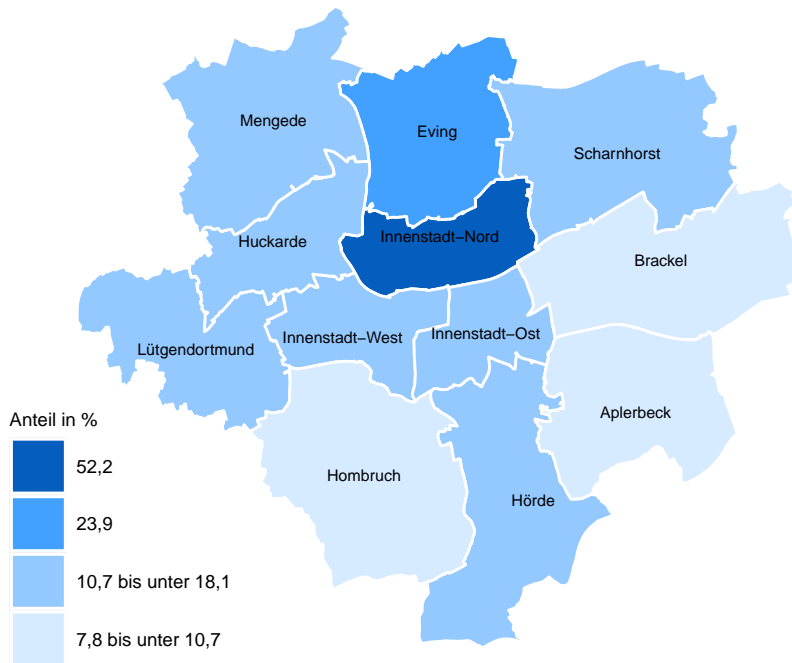 Mengede
Eving
Scharnhorst
Huckarde
Innenstadt–Nord
Brackel
Lütgendortmund
Innenstadt–West
Innenstadt–Ost
Aplerbeck
Hombruch
Hörde
Anteil in %
52,2
23,9
10,7 bis unter 18,1
7,8 bis unter 10,7